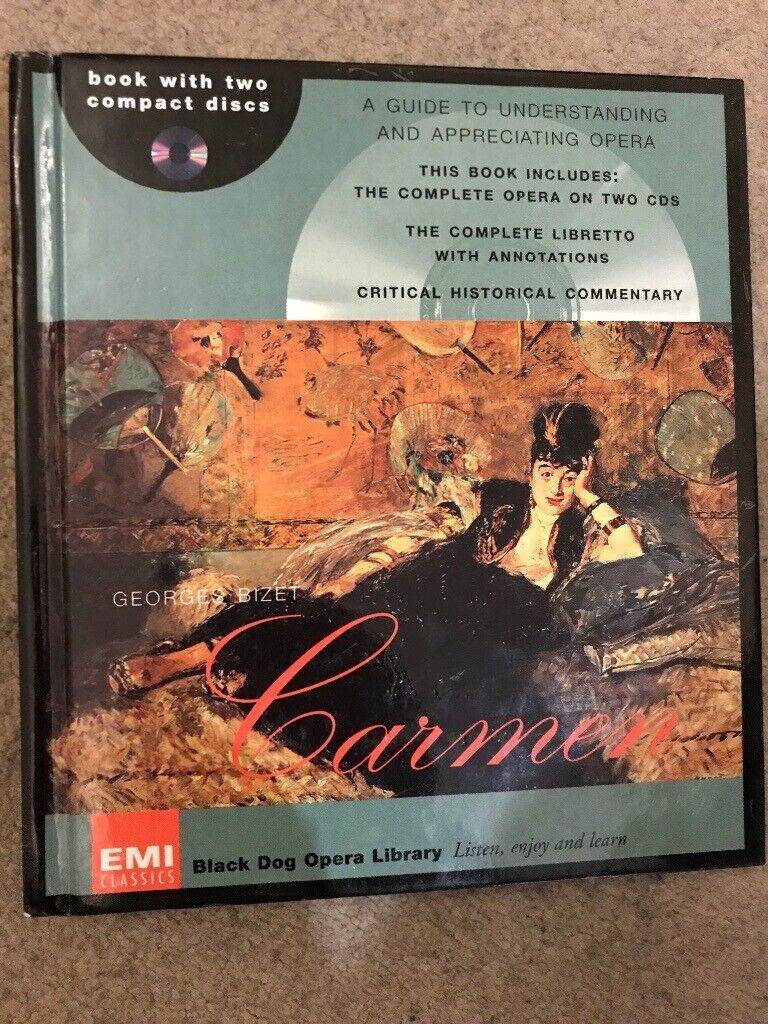 book with two
compact discs
A GUIDE TO UNDERSTANDING
AND APPRECIATING OPERA
THIS BOOK INCLUDES:
THE COMPLETE OPERA ON TWO CDS
THE COMPLETE LIBRETTO
WITH ANNOTATIONS
CRITICAL HISTORICAL COMMENTARY
GEORGES BIZET
Carmen
EMI
CLASSICS
Black Dog Opera Library Listen, enjoy and learn